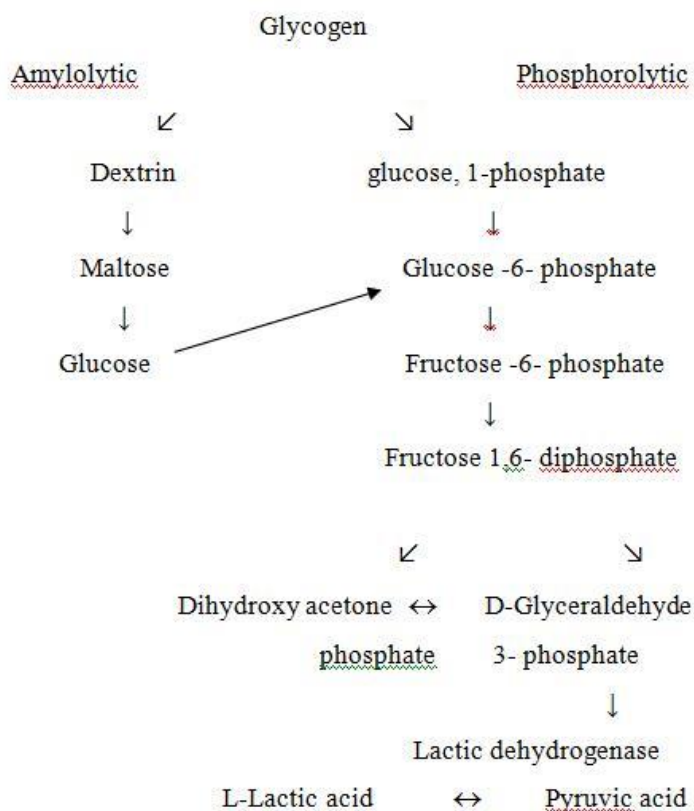 Glycogen
Amylolytic Phosphorolytic
↙ ↘
Dextrin glucose, 1-phosphate
↓ ↓
Maltose Glucose -6- phosphate
↓ ↓
Glucose Fructose -6- phosphate
↓
Fructose 1,6- diphosphate
↙ ↘
Dihydroxy acetone ↔ D-Glyceraldehyde
phosphate 3- phosphate
↓
Lactic dehydrogenase
L-Lactic acid ↔ Pyruvic acid